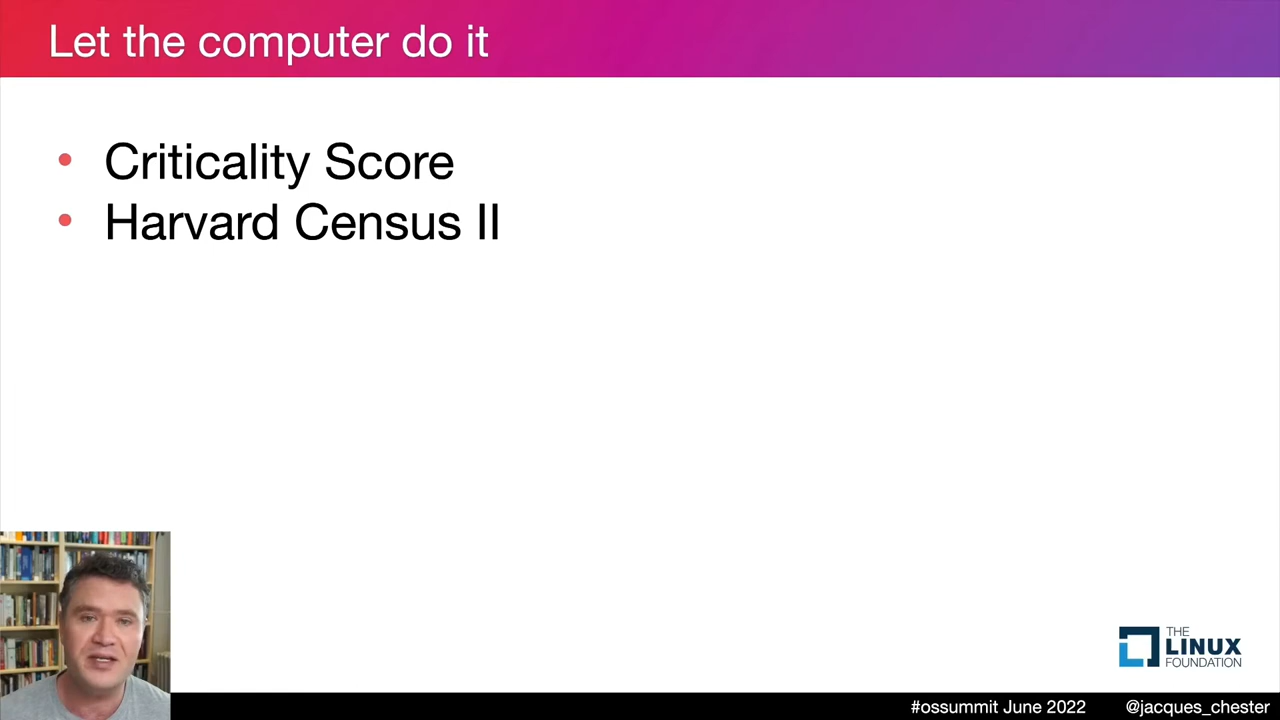 Let the computer do it
• Criticality Score
• Harvard Census II
THE
LINUX
FOUNDATION
#ossummit June 2022 @jacques_chester